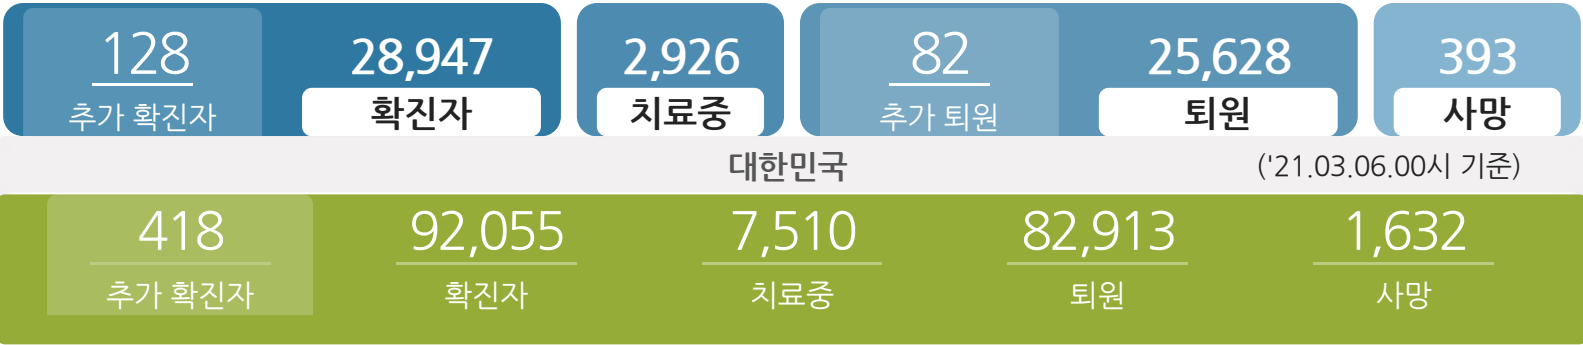 128 28,947 2,926 82 25,628 393
추가 확진자 확진자 치료중 추가 퇴원 퇴원 사망
대한민국 ('21.03.06.00시 기준)
418 92,055 7,510 82,913 1,632
추가 확진자 확진자 치료중 퇴원 사망